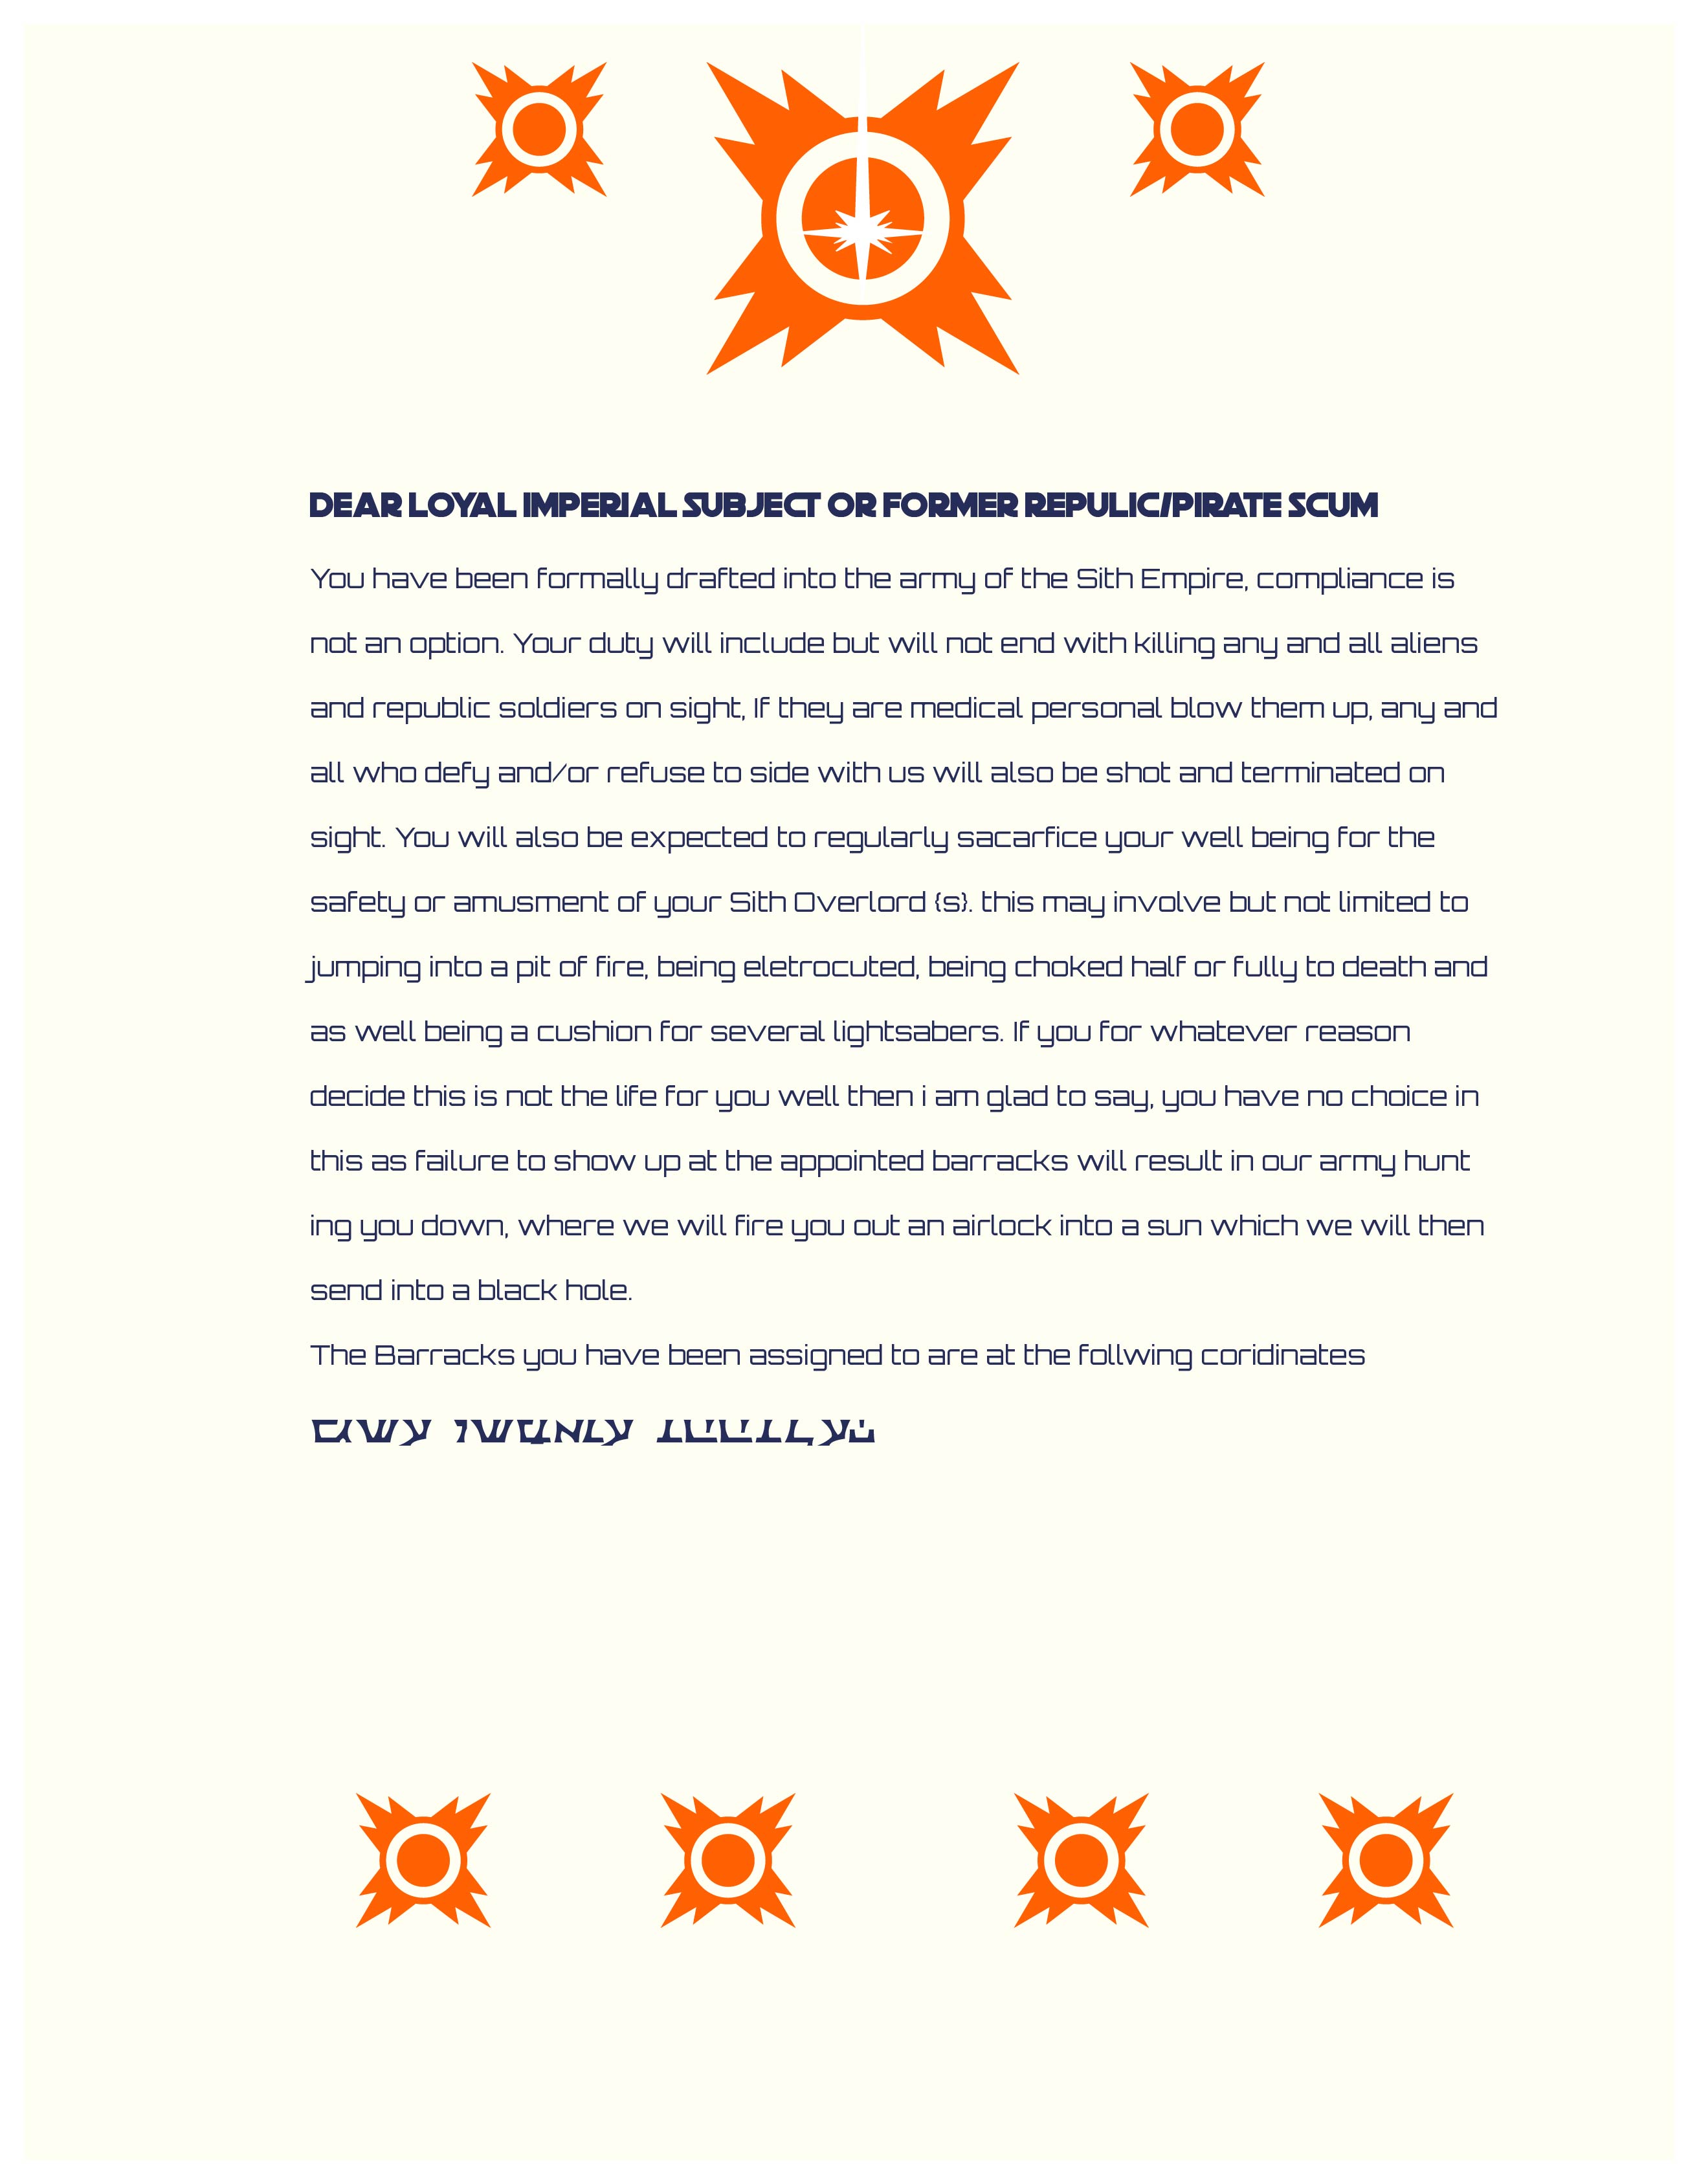 DEAR LOYAL IMPERIAL SUBJECT OR FORMER REPULIC/PIRATE SCUM
You have been formally drafted into the army of the Sith Empire, compliance is
not an option. Your duty will include but will not end with killing any and all aliens
and republic soldiers on sight, If they are medical personal blow them up, any and
all who defy and/or refuse to side with us will also be shot and terminated on
sight. You will also be expected to regularly sacarfice your well being for the
safety or amusment of your Sith Overlord {s}. this may involve but not limited to
jumping into a pit of fire, being eletrocuted, being choked half or fully to death and
as well being a cushion for several lightsabers. If you for whatever reason
decide this is not the life for you well then i am glad to say, you have no choice in
this as failure to show up at the appointed barracks will result in our army hunt
ing you down, where we will fire you out an airlock into a sun which we will then
send into a black hole.
The Barracks you have been assigned to are at the follwing coridinates